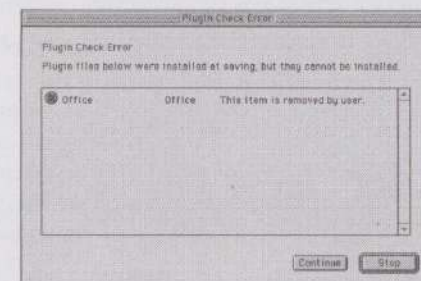 Plugin Check Error
Plugin Check Error
Plugin files below were installed at saving, but they cannot be installed.
Office Office This item is removed by user.
Continue Stop